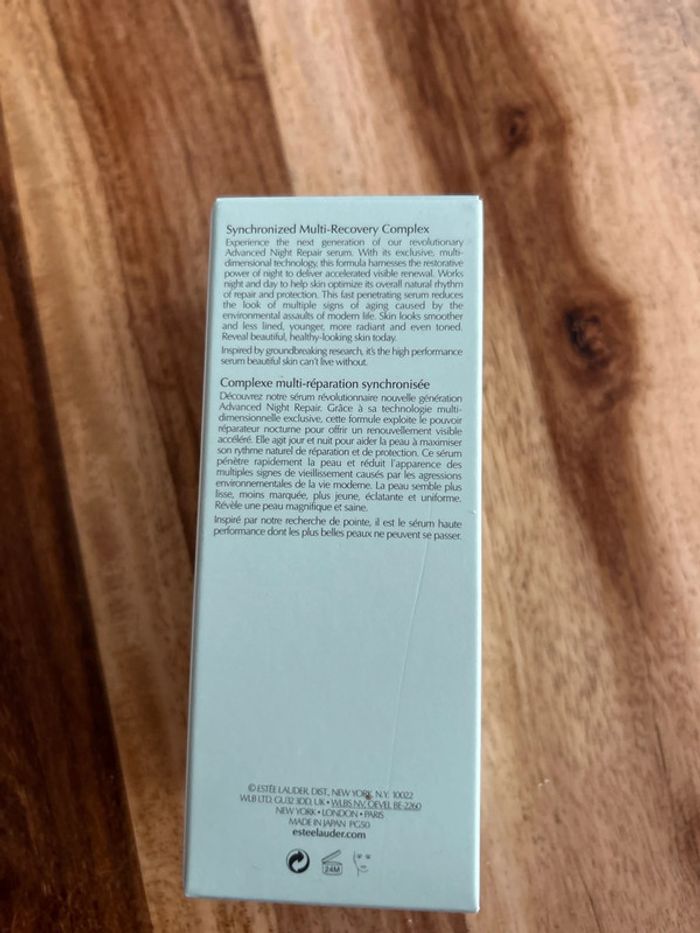 Synchronized Multi-Recovery Complex
Experience the next generation of our revolutionary
Advanced Night Repair serum. With its exclusive, multi-
dimensional technology, this formula harnesses the restorative
power of night to deliver accelerated visible renewal. Works
night and day to help skin optimize its overall natural rhythm
of repair and protection. This fast penetrating serum reduces
the look of multiple signs of aging caused by the
environmental assaults of modern life. Skin looks smoother
and less lined, younger, more radiant and even toned.
Reveal beautiful, healthy-looking skin today.
Inspired by groundbreaking research, it's the high performance
serum beautiful skin can't live without.
Complexe multi-réparation synchronisée
Découvrez notre sérum révolutionnaire nouvelle génération
Advanced Night Repair. Grâce à sa technologie multi-
dimensionnelle exclusive, cette formule exploite le pouvoir
réparateur nocturne pour offrir un renouvellement visible
accéléré. Elle agit jour et nuit pour aider la peau à maximiser
son rythme naturel de réparation et de protection. Ce sérum
pénètre rapidement la peau et réduit l'apparence des
multiples signes de vieillissement causés par les agressions
environnementales de la vie moderne. La peau semble plus
lisse, moins marquée, plus jeune, éclatante et uniforme.
Révèle une peau magnifique et saine.
Inspiré par notre recherche de pointe, il est le sérum haute
performance dont les plus belles peaux ne peuvent se passer.
© ESTĒE LAUDER, DIST., NEW YORK, N.Y. 10022
WLB LTD, GU32 3DD, UK • WLBS NV, OEVEL BE-2260
NEW YORK • LONDON • PARIS
MADE IN JAPAN PG50
esteelauder.com
24M